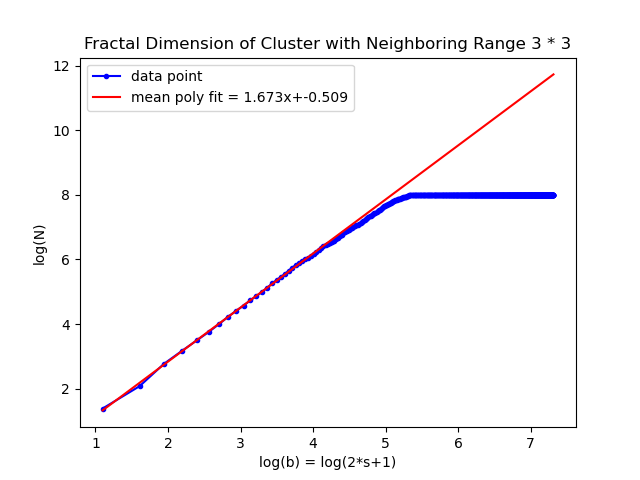 Fractal Dimension of Cluster with Neighboring Range 3 * 3
data point
mean poly fit = 1.673x+-0.509
log(N)
12
10
8
6
4
2
1 2 3 4 5 6 7
log(b) = log(2*s+1)